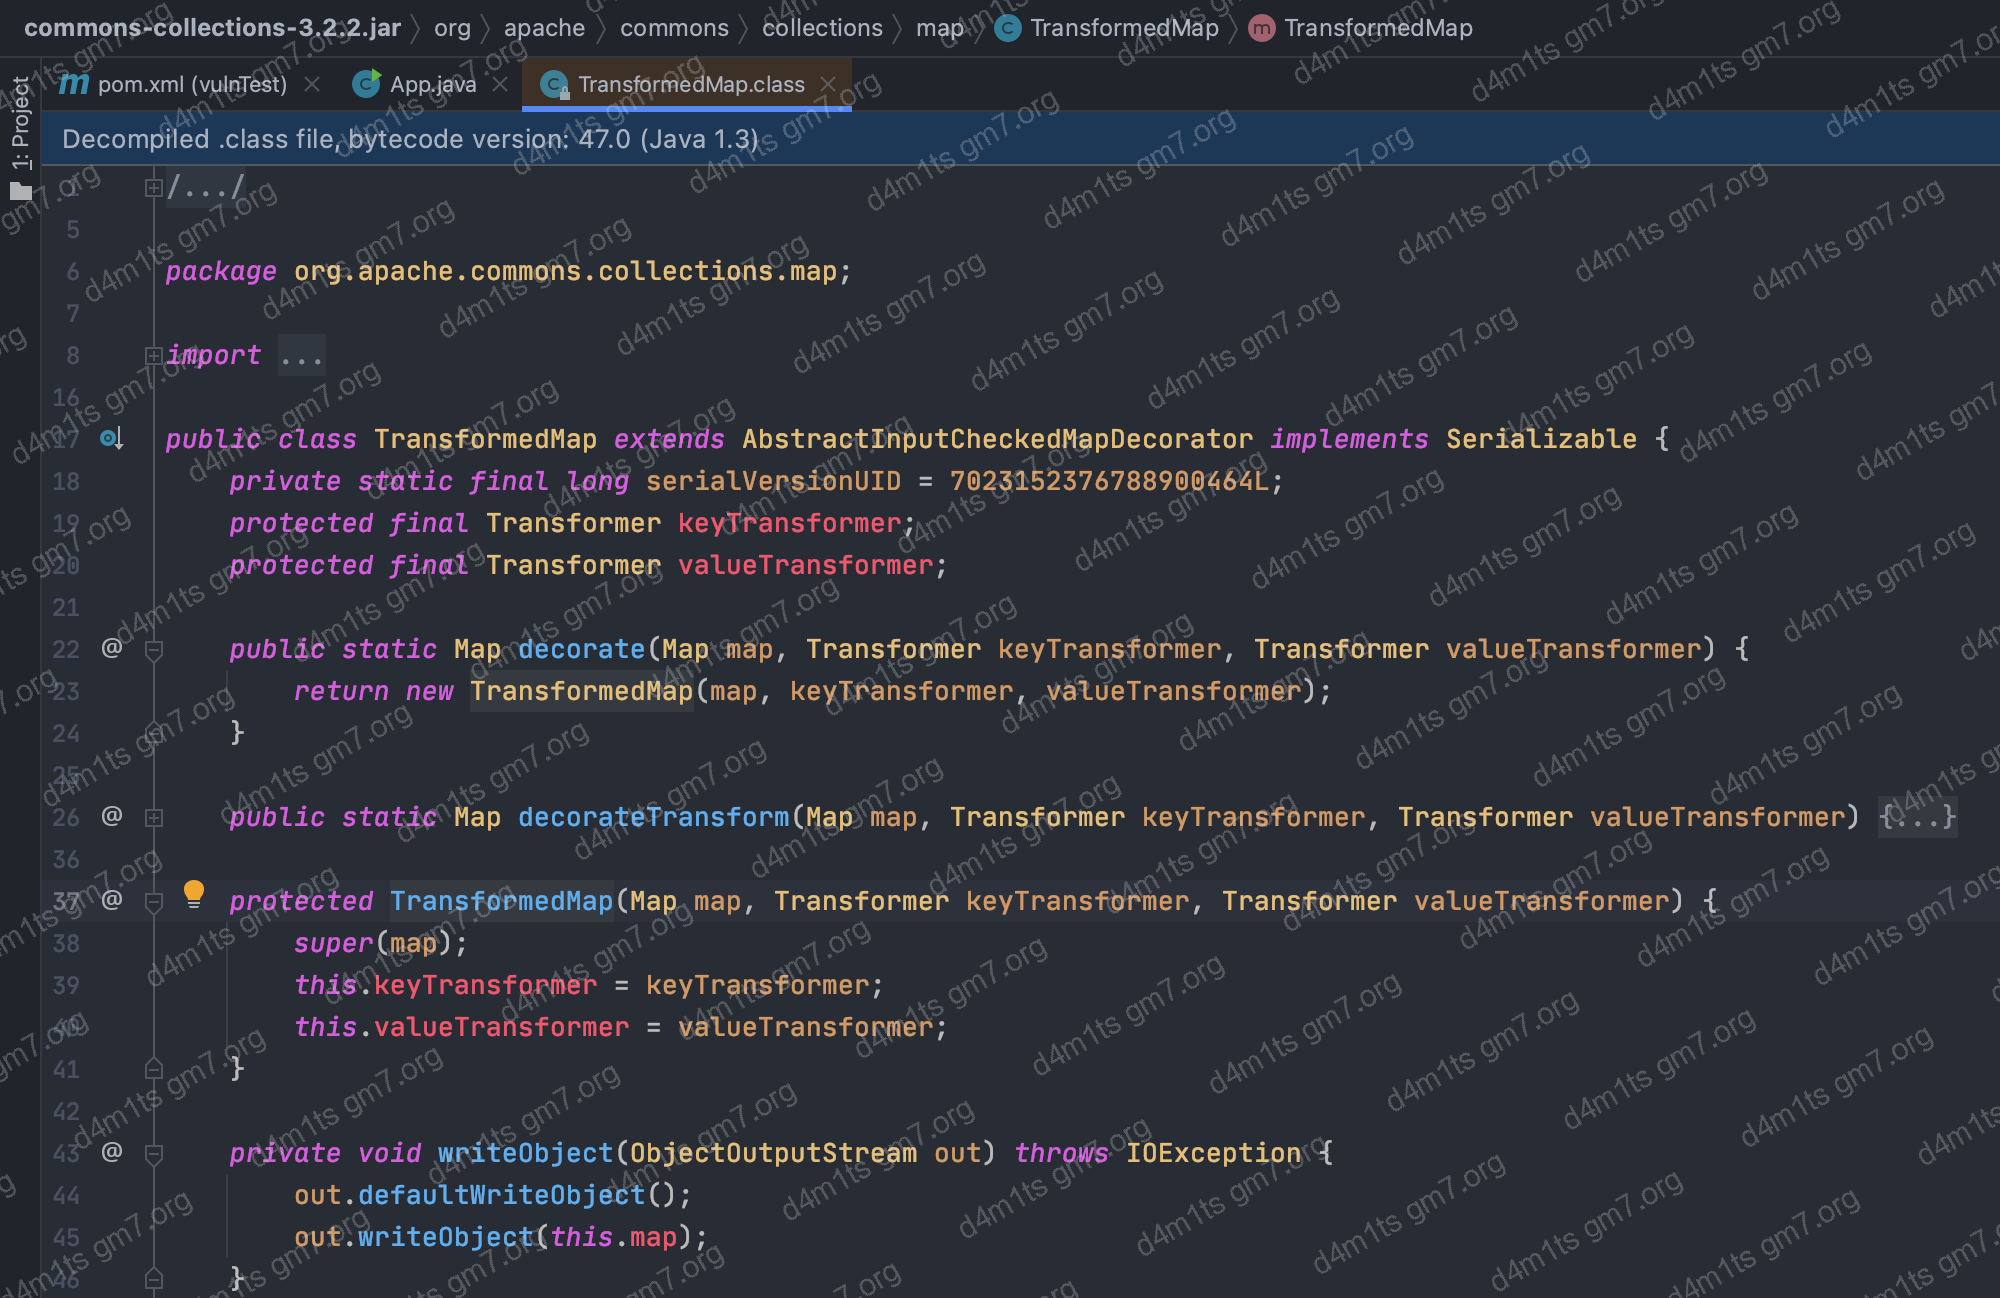 commons-collections-3.2.2.jar org apache commons collections map TransformedMap TransformedMap
pom.xml (vulnTest) App.java TransformedMap.class
1: Project
Decompiled .class file, bytecode version: 47.0 (Java 1.3)
1 /.../
5
6 package org.apache.commons.collections.map;
7
8 import ...
16
17 public class TransformedMap extends AbstractInputCheckedMapDecorator implements Serializable {
18 private static final long serialVersionUID = 7023152376788900464L;
19 protected final Transformer keyTransformer;
20 protected final Transformer valueTransformer;
21
22 @ public static Map decorate(Map map, Transformer keyTransformer, Transformer valueTransformer) {
23 return new TransformedMap(map, keyTransformer, valueTransformer);
24 }
25
26 @ public static Map decorateTransform(Map map, Transformer keyTransformer, Transformer valueTransformer) {...}
36
37 @ protected TransformedMap(Map map, Transformer keyTransformer, Transformer valueTransformer) {
38 super(map);
39 this.keyTransformer = keyTransformer;
40 this.valueTransformer = valueTransformer;
41 }
42
43 @ private void writeObject(ObjectOutputStream out) throws IOException {
44 out.defaultWriteObject();
45 out.writeObject(this.map);
46 }
d4m1ts gm7.org